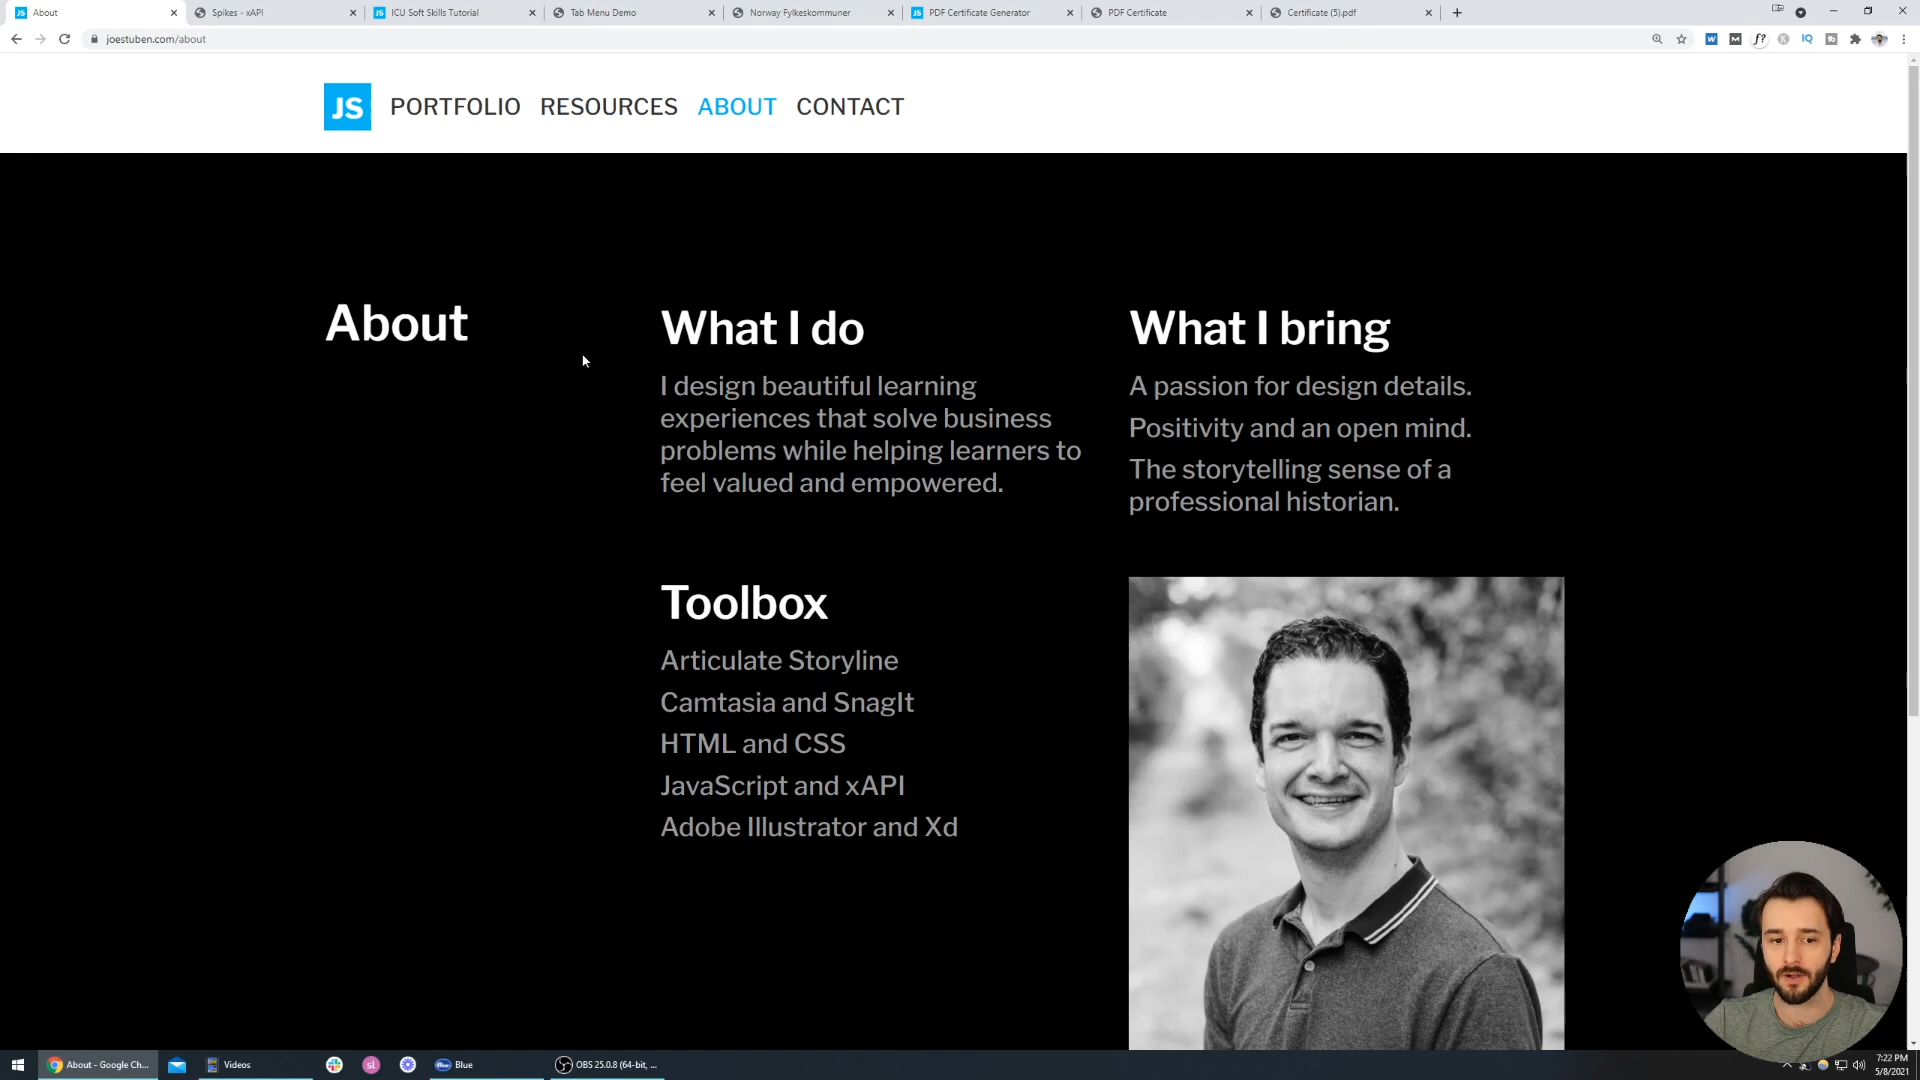 About
Spikes - xAPI
JS ICU Soft Skills Tutorial
Tab Menu Demo
Norway Fylkeskommuner
JS PDF Certificate Generator
PDF Certificate
Certificate (5).pdf
joestuben.com/about
JS PORTFOLIO RESOURCES ABOUT CONTACT
About
What I do
I design beautiful learning
experiences that solve business
problems while helping learners to
feel valued and empowered.
What I bring
A passion for design details.
Positivity and an open mind.
The storytelling sense of a
professional historian.
Toolbox
Articulate Storyline
Camtasia and SnagIt
HTML and CSS
JavaScript and xAPI
Adobe Illustrator and Xd
About - Google Ch...
Videos
sl
Blue
OBS 25.0.8 (64-bit, ...
7:22 PM
5/8/2021